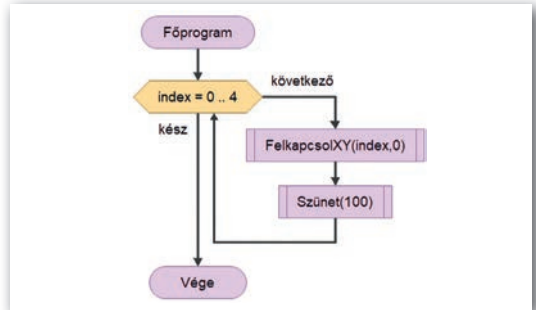 Főprogram
következő
index = 0 .. 4
kész
FelkapcsolXY(index,0)
Szünet(100)
Vége